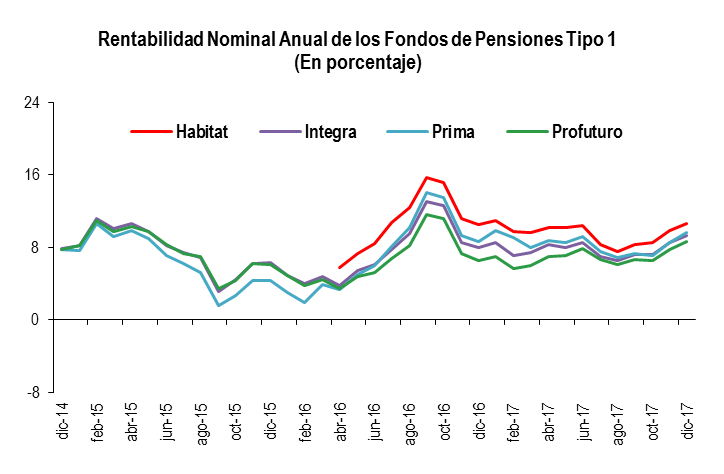 Rentabilidad Nominal Anual de los Fondos de Pensiones Tipo 1
(En porcentaje)
24
Habitat Integra Prima Profuturo
16
8
0
-8
dic-14 feb-15 abr-15 jun-15 ago-15 oct-15 dic-15 feb-16 abr-16 jun-16 ago-16 oct-16 dic-16 feb-17 abr-17 jun-17 ago-17 oct-17 dic-17